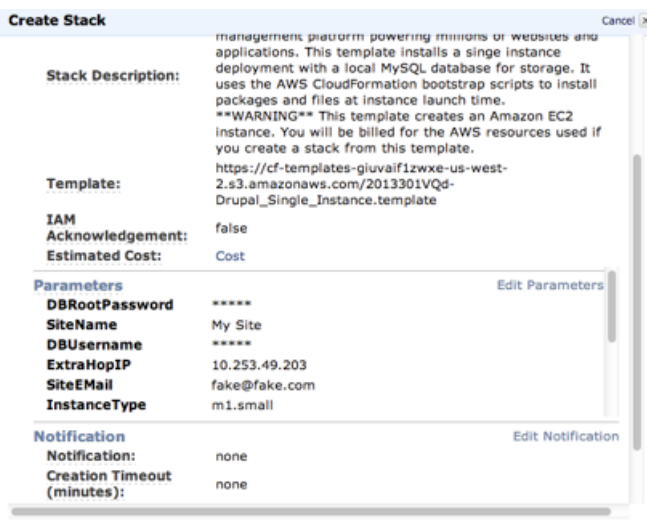 Create Stack
Cancel
management platform powering millions of websites and
applications. This template installs a singe instance
Stack Description:
deployment with a local MySQL database for storage. It
uses the AWS CloudFormation bootstrap scripts to install
packages and files at instance launch time.
**WARNING** This template creates an Amazon EC2
instance. You will be billed for the AWS resources used if
you create a stack from this template.
Template:
https://cf-templates-giuvaif1zwxe-us-west-
2.s3.amazonaws.com/2013301VQd-
Drupal_Single_Instance.template
IAM
Acknowledgement:
false
Estimated Cost:
Cost
Parameters
Edit Parameters
DBRootPassword
*****
SiteName
My Site
DBUsername
*****
ExtraHopIP
10.253.49.203
SiteEMail
fake@fake.com
InstanceType
m1.small
Notification
Edit Notification
Notification:
none
Creation Timeout
(minutes):
none